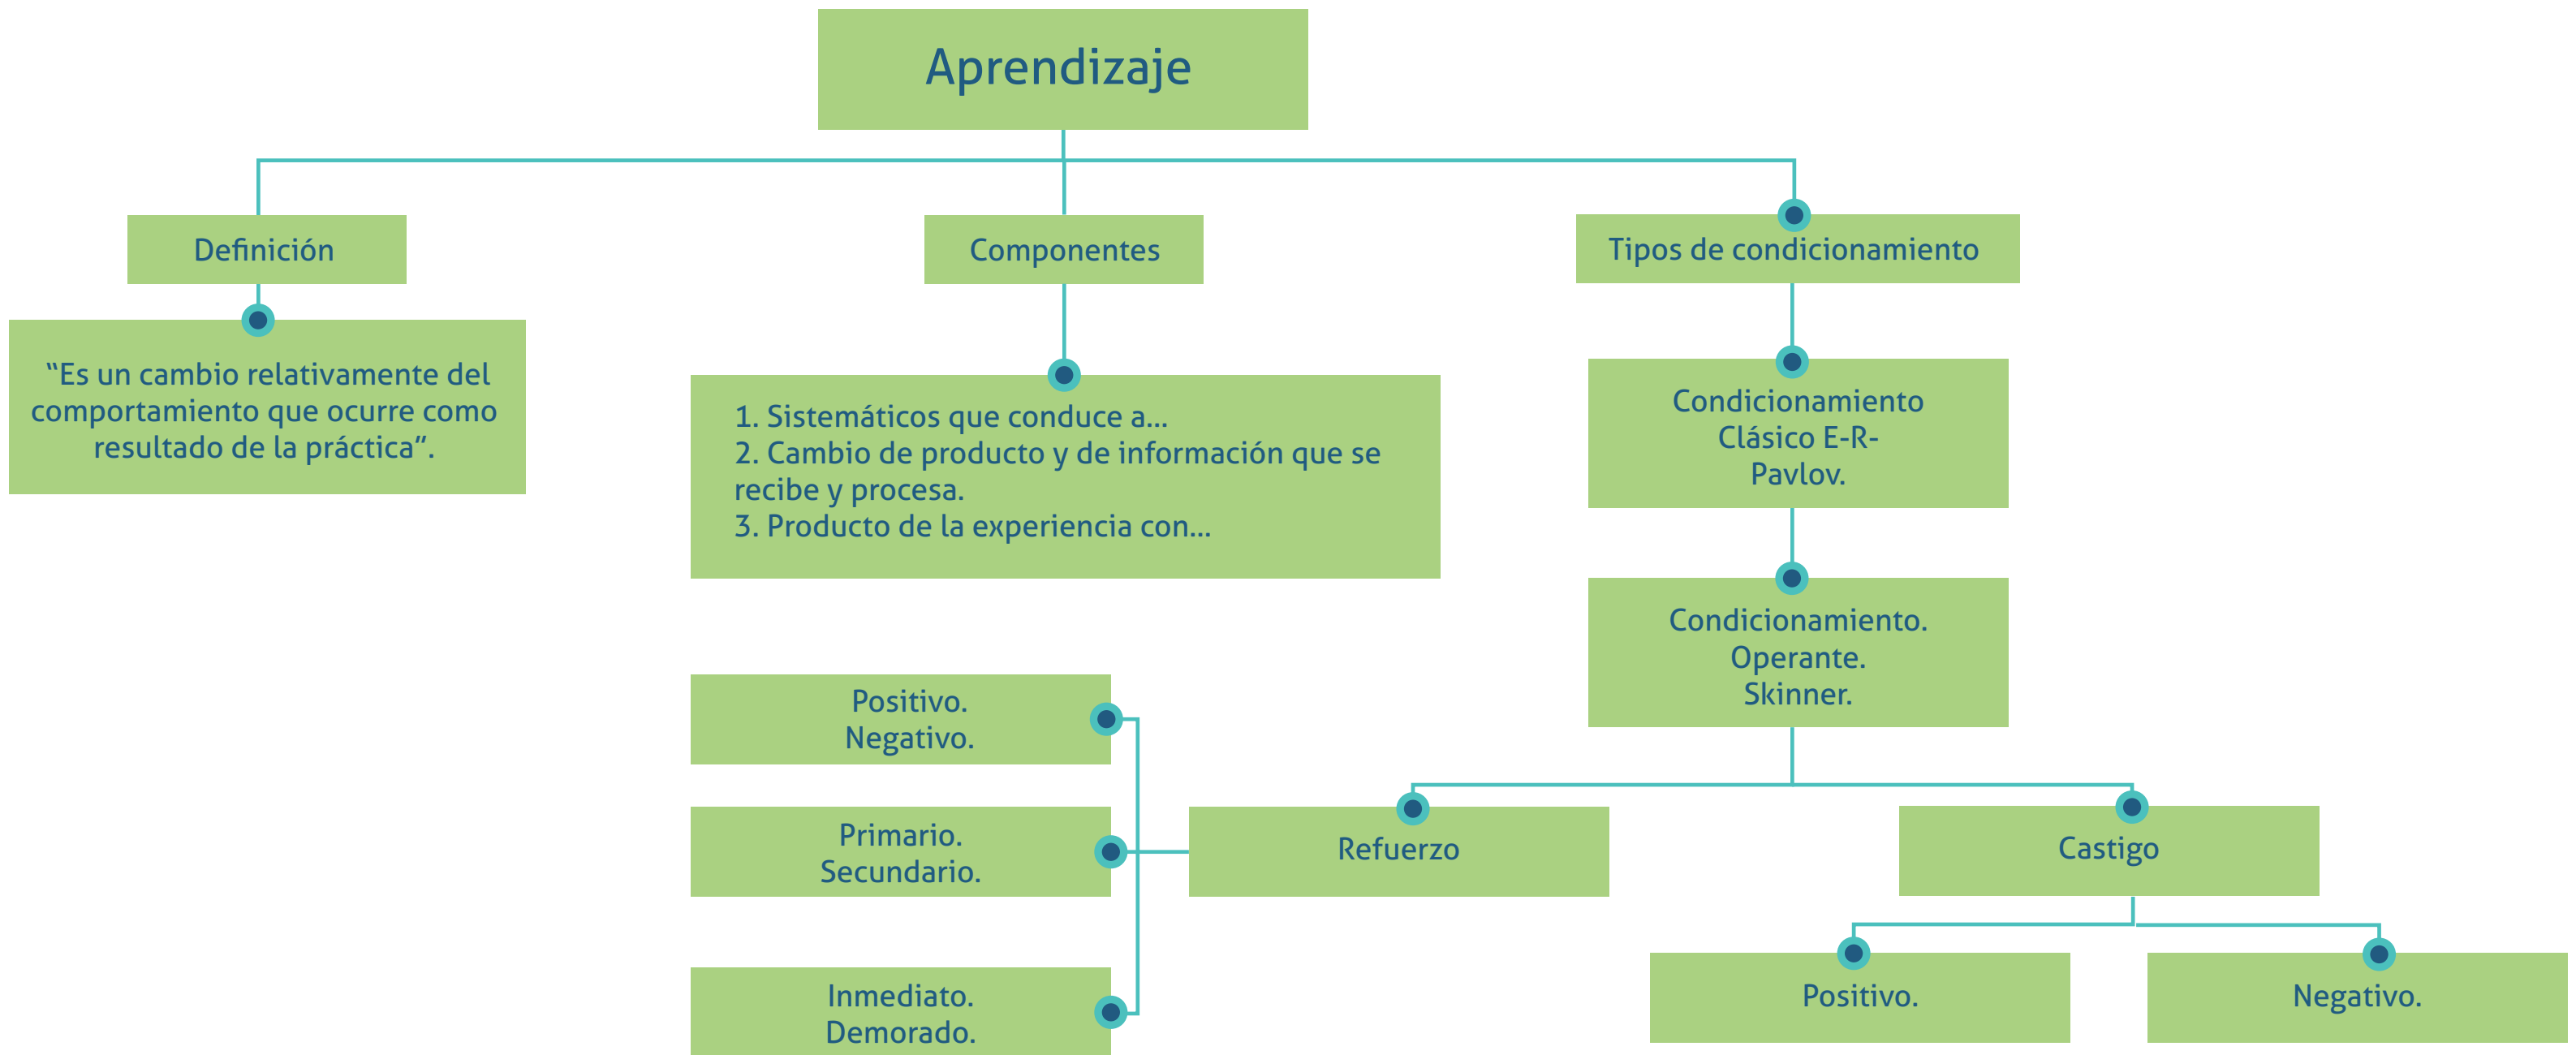 Aprendizaje
Definición
Componentes
Tipos de condicionamiento
“Es un cambio relativamente del
comportamiento que ocurre como
resultado de la práctica”.
1. Sistemáticos que conduce a...
2. Cambio de producto y de información que se
recibe y procesa.
3. Producto de la experiencia con...
Condicionamiento
Clásico E-R-
Pavlov.
Condicionamiento.
Operante.
Skinner.
Refuerzo
Castigo
Positivo.
Negativo.
Primario.
Secundario.
Inmediato.
Demorado.
Positivo.
Negativo.